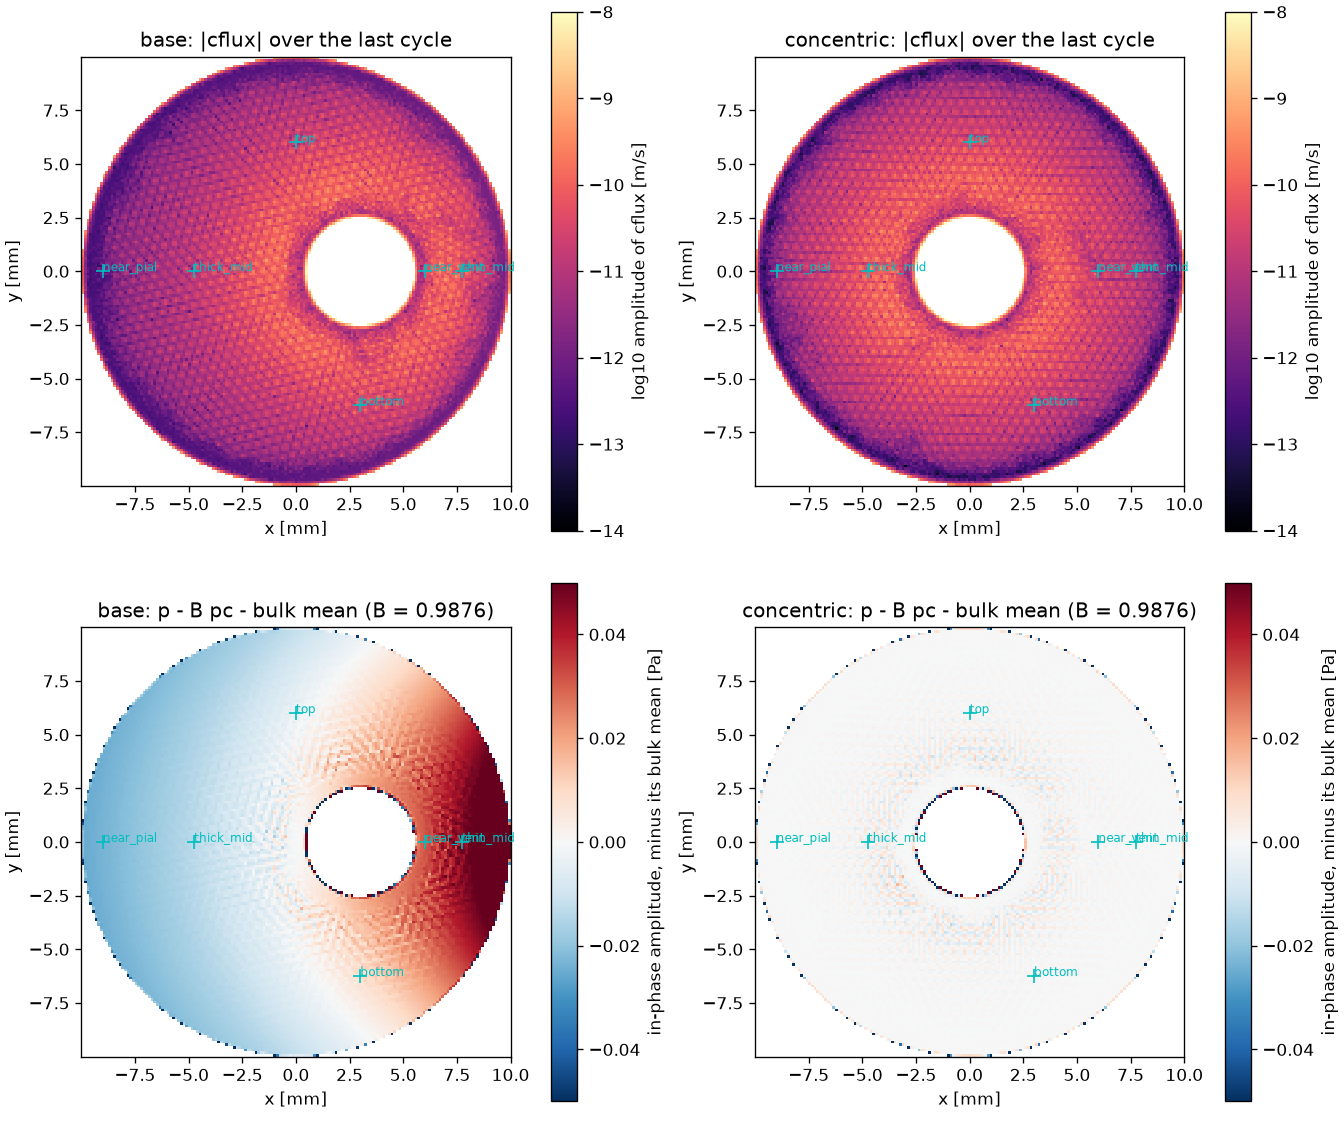 base: |cflux| over the last cycle
7.5
5.0
2.5
0.0
−2.5
−5.0
−7.5
y [mm]
top
near_pial
thick_mid
bottom
−7.5 −5.0 −2.5 0.0 2.5 5.0 7.5 10.0
x [mm]
−8
−9
−10
−11
−12
−13
−14
log10 amplitude of cflux [m/s]
concentric: |cflux| over the last cycle
7.5
5.0
2.5
0.0
−2.5
−5.0
−7.5
y [mm]
top
near_pial
thick_mid
bottom
−7.5 −5.0 −2.5 0.0 2.5 5.0 7.5 10.0
x [mm]
−8
−9
−10
−11
−12
−13
−14
log10 amplitude of cflux [m/s]
base: p - B pc - bulk mean (B = 0.9876)
7.5
5.0
2.5
0.0
−2.5
−5.0
−7.5
y [mm]
top
near_pial
thick_mid
bottom
−7.5 −5.0 −2.5 0.0 2.5 5.0 7.5 10.0
x [mm]
0.04
0.02
0.00
−0.02
−0.04
in-phase amplitude, minus its bulk mean [Pa]
concentric: p - B pc - bulk mean (B = 0.9876)
7.5
5.0
2.5
0.0
−2.5
−5.0
−7.5
y [mm]
top
near_pial
thick_mid
bottom
−7.5 −5.0 −2.5 0.0 2.5 5.0 7.5 10.0
x [mm]
0.04
0.02
0.00
−0.02
−0.04
in-phase amplitude, minus its bulk mean [Pa]